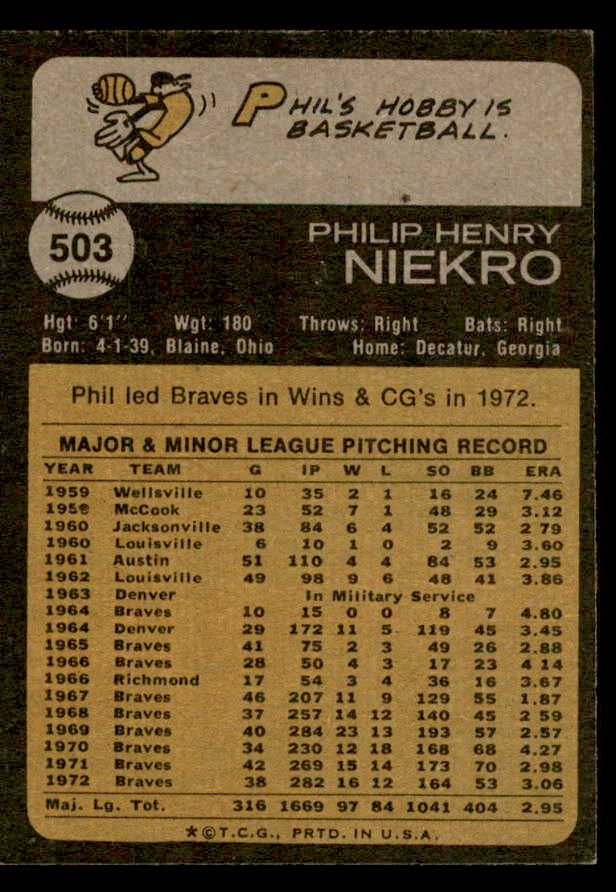 PHIL'S HOBBY IS
BASKETBALL.
503
PHILIP HENRY
NIEKRO
Hgt: 6'1" Wgt: 180 Throws: Right Bats: Right
Born: 4-1-39, Blaine, Ohio Home: Decatur, Georgia
Phil led Braves in Wins & CG's in 1972.
MAJOR & MINOR LEAGUE PITCHING RECORD
YEAR TEAM G IP W L SO BB ERA
1959 Wellsville 10 35 2 1 16 24 7.46
1959 McCook 23 52 7 1 48 29 3.12
1960 Jacksonville 38 84 6 4 52 52 2 79
1960 Louisville 6 10 1 0 2 9 3.60
1961 Austin 51 110 4 4 84 53 2.95
1962 Louisville 49 98 9 6 48 41 3.86
1963 Denver In Military Service
1964 Braves 10 15 0 0 8 7 4.80
1964 Denver 29 172 11 5 119 45 3.45
1965 Braves 41 75 2 3 49 26 2.88
1966 Braves 28 50 4 3 17 23 4 14
1966 Richmond 17 54 3 4 36 16 3.67
1967 Braves 46 207 11 9 129 55 1.87
1968 Braves 37 257 14 12 140 45 2 59
1969 Braves 40 284 23 13 193 57 2.57
1970 Braves 34 230 12 18 168 68 4.27
1971 Braves 42 269 15 14 173 70 2.98
1972 Braves 38 282 16 12 164 53 3.06
Maj. Lg. Tot. 316 1669 97 84 1041 404 2.95
*©T.C.G., PRTD. IN U.S.A.